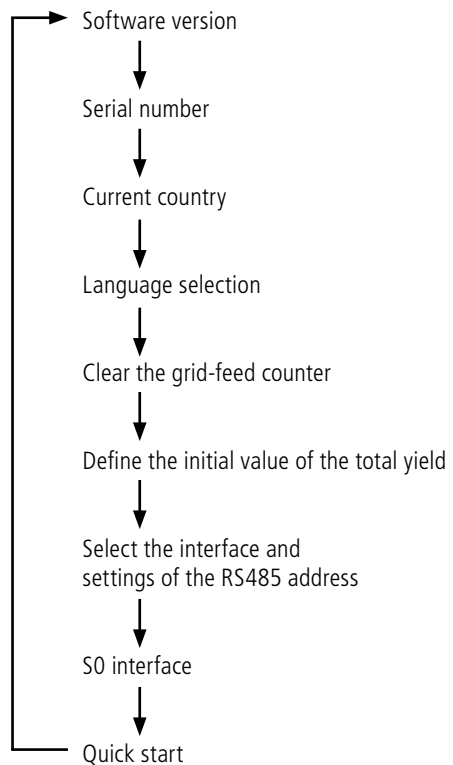 Software version
Serial number
Current country
Language selection
Clear the grid-feed counter
Define the initial value of the total yield
Select the interface and
settings of the RS485 address
S0 interface
Quick start